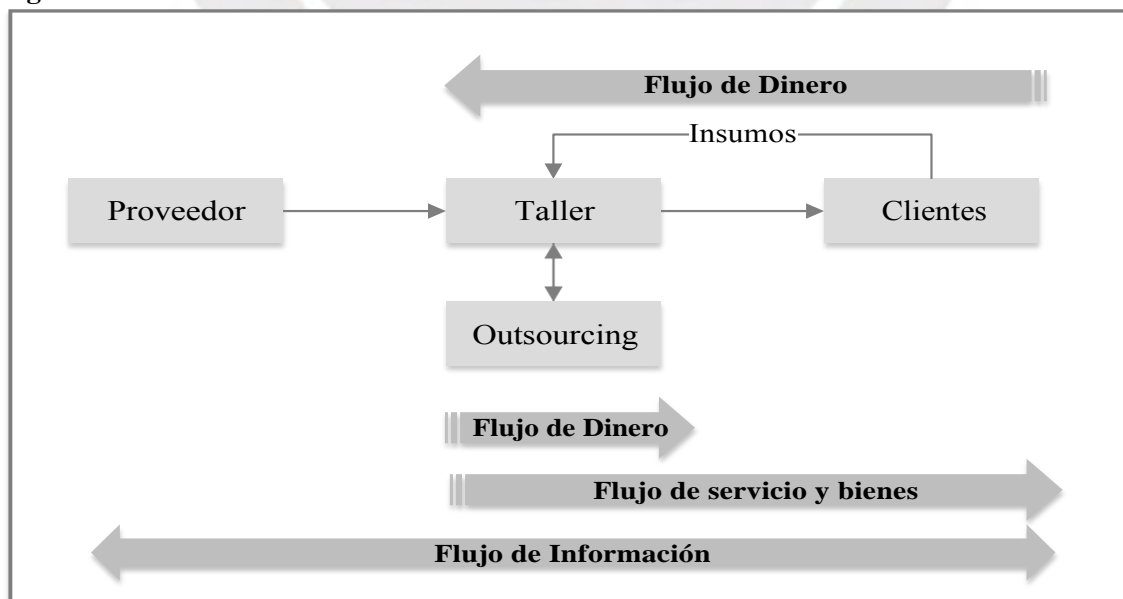 Flujo de Dinero
Insumos
Proveedor
Taller
Clientes
Outsourcing
Flujo de Dinero
Flujo de servicio y bienes
Flujo de Información